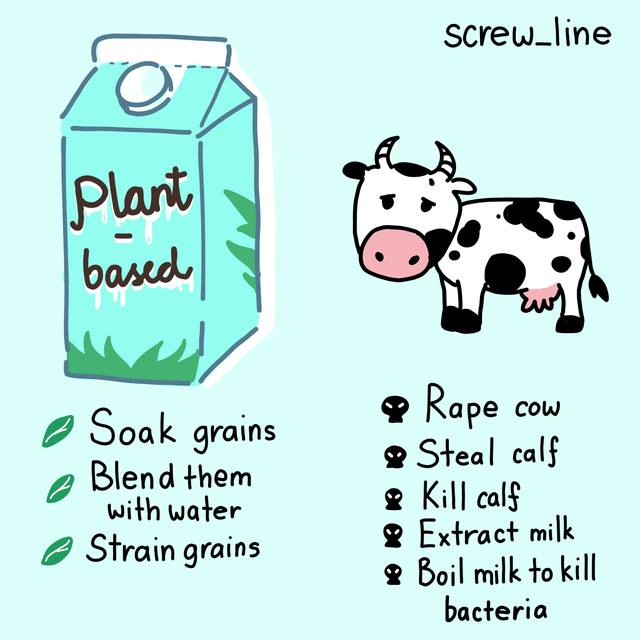 screw_line
Plant
-
based
Soak grains
Blend them
with water
Strain grains
Rape cow
Steal calf
Kill calf
Extract milk
Boil milk to kill
bacteria